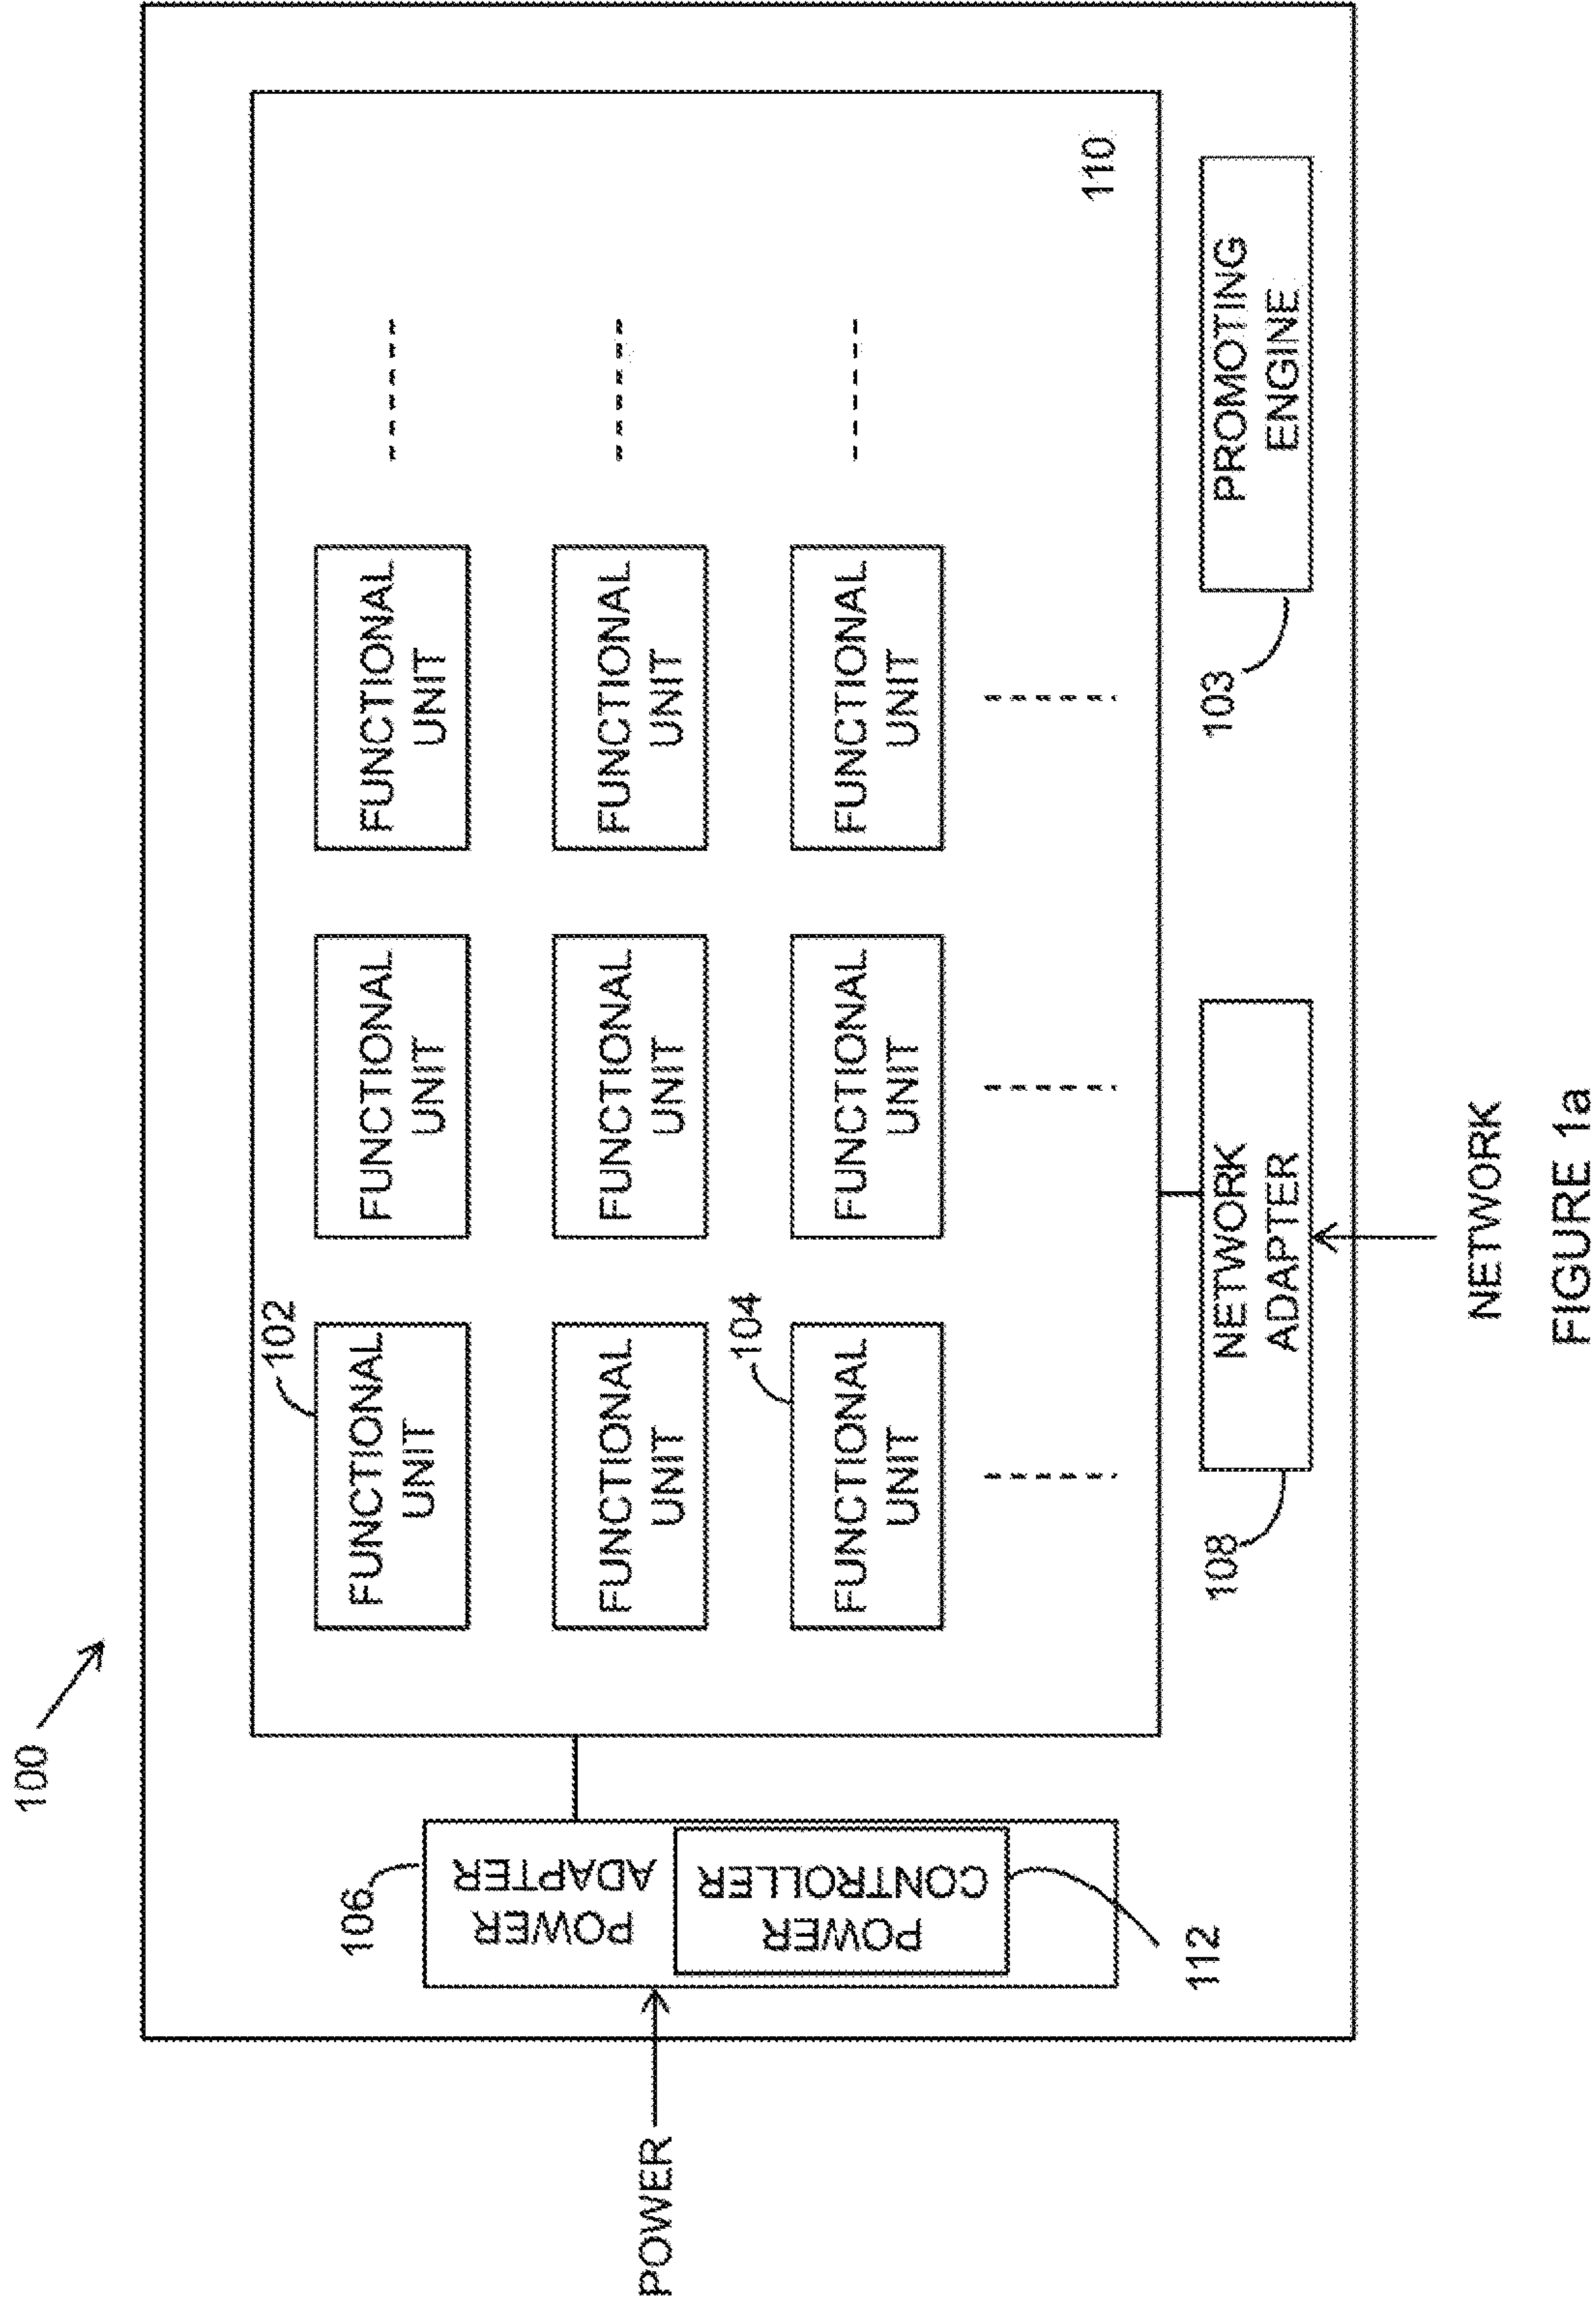 100
102
FUNCTIONAL
UNIT
FUNCTIONAL
UNIT
FUNCTIONAL
UNIT
106
POWER
ADAPTER
FUNCTIONAL
UNIT
FUNCTIONAL
UNIT
FUNCTIONAL
UNIT
POWER
POWER
CONTROLLER
104
FUNCTIONAL
UNIT
FUNCTIONAL
UNIT
FUNCTIONAL
UNIT
110
112
108
NETWORK
ADAPTER
103
PROMOTING
ENGINE
NETWORK
FIGURE 1a